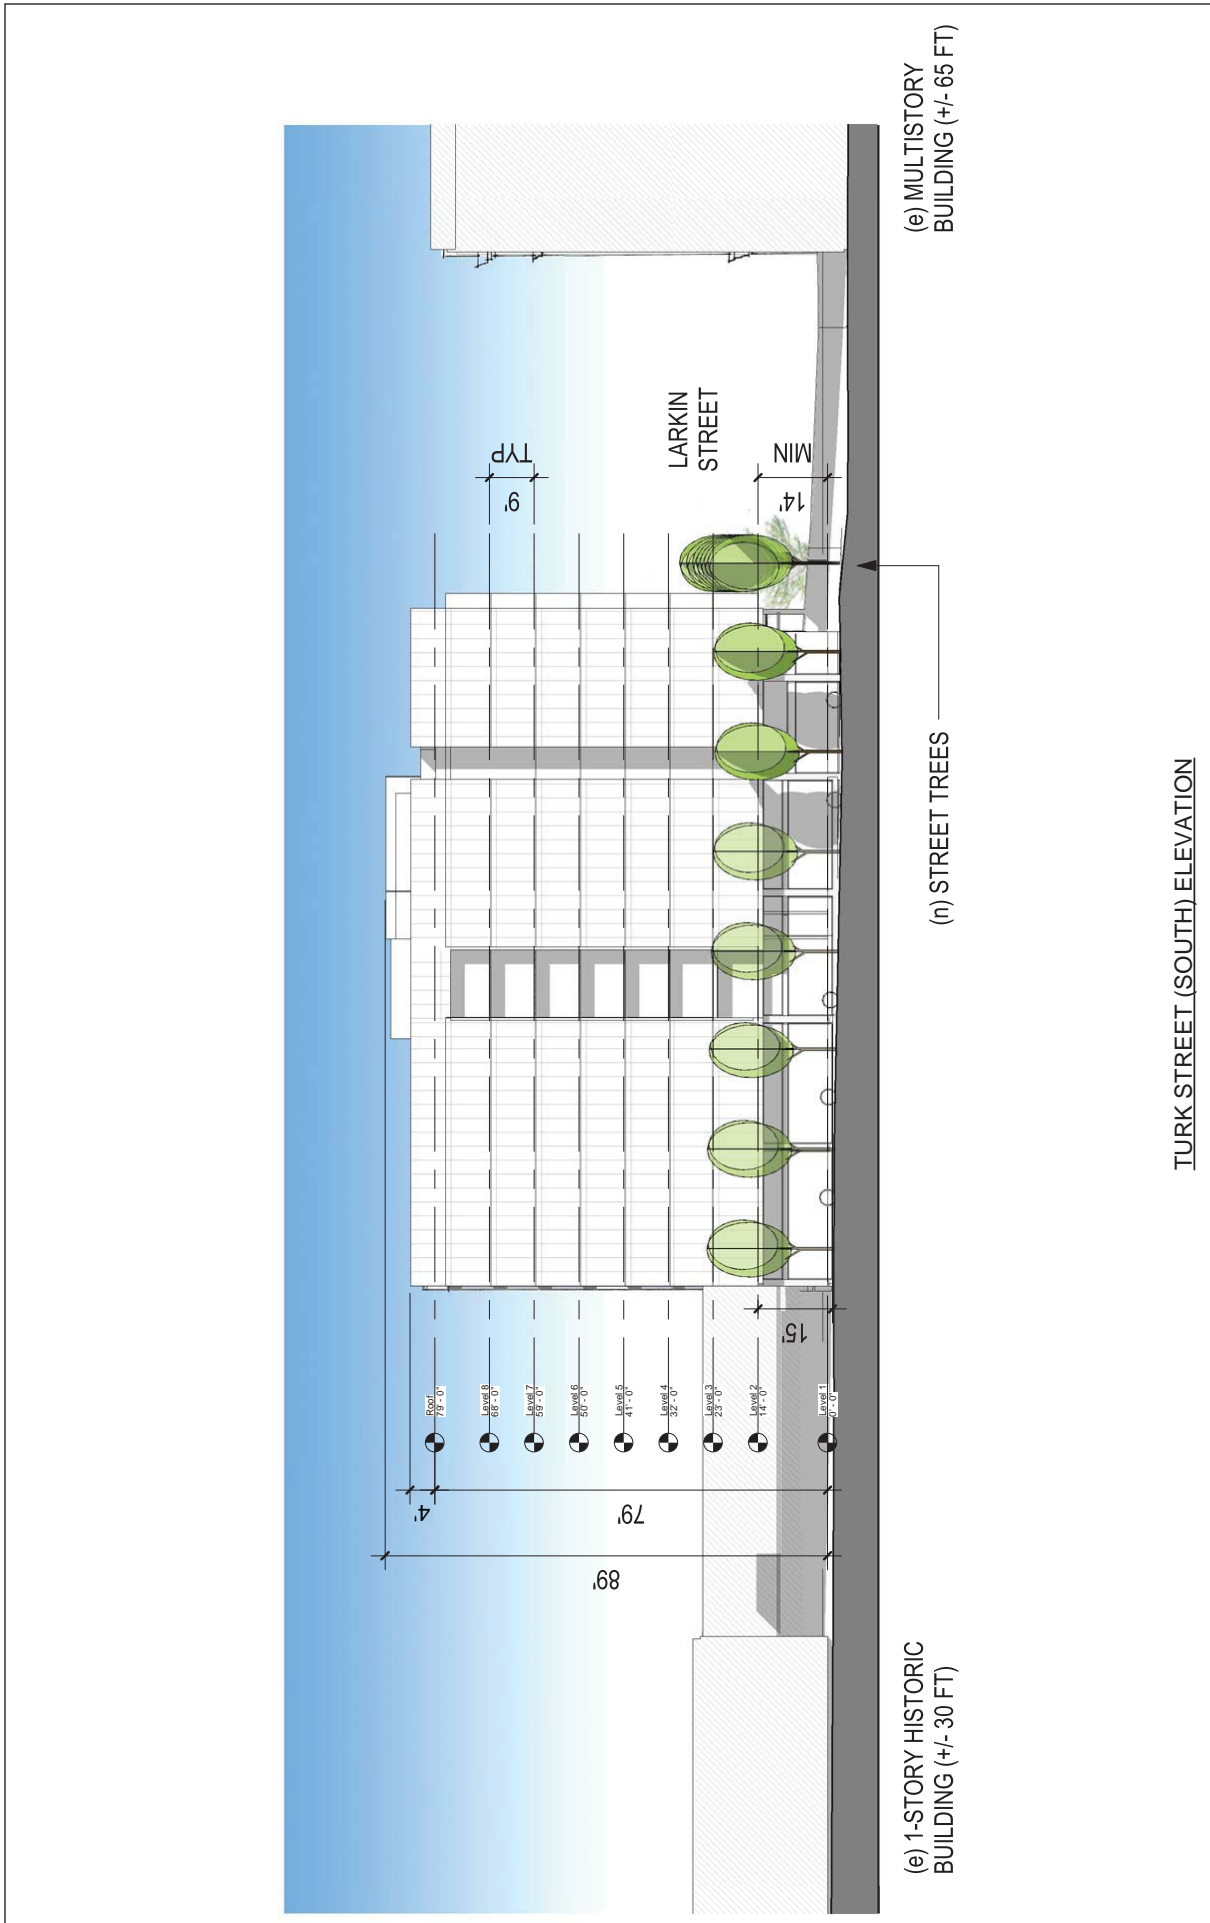 (e) MULTISTORY
BUILDING (+/- 65 FT)
LARKIN
STREET
TYP
9'
MIN
14'
(n) STREET TREES
15'
Roof
79' - 0"
Level 8
68' - 0"
Level 7
59' - 0"
Level 6
50' - 0"
Level 5
41' - 0"
Level 4
32' - 0"
Level 3
23' - 0"
Level 2
14' - 0"
Level 1
0' - 0"
4'
79'
89'
(e) 1-STORY HISTORIC
BUILDING (+/- 30 FT)
TURK STREET (SOUTH) ELEVATION